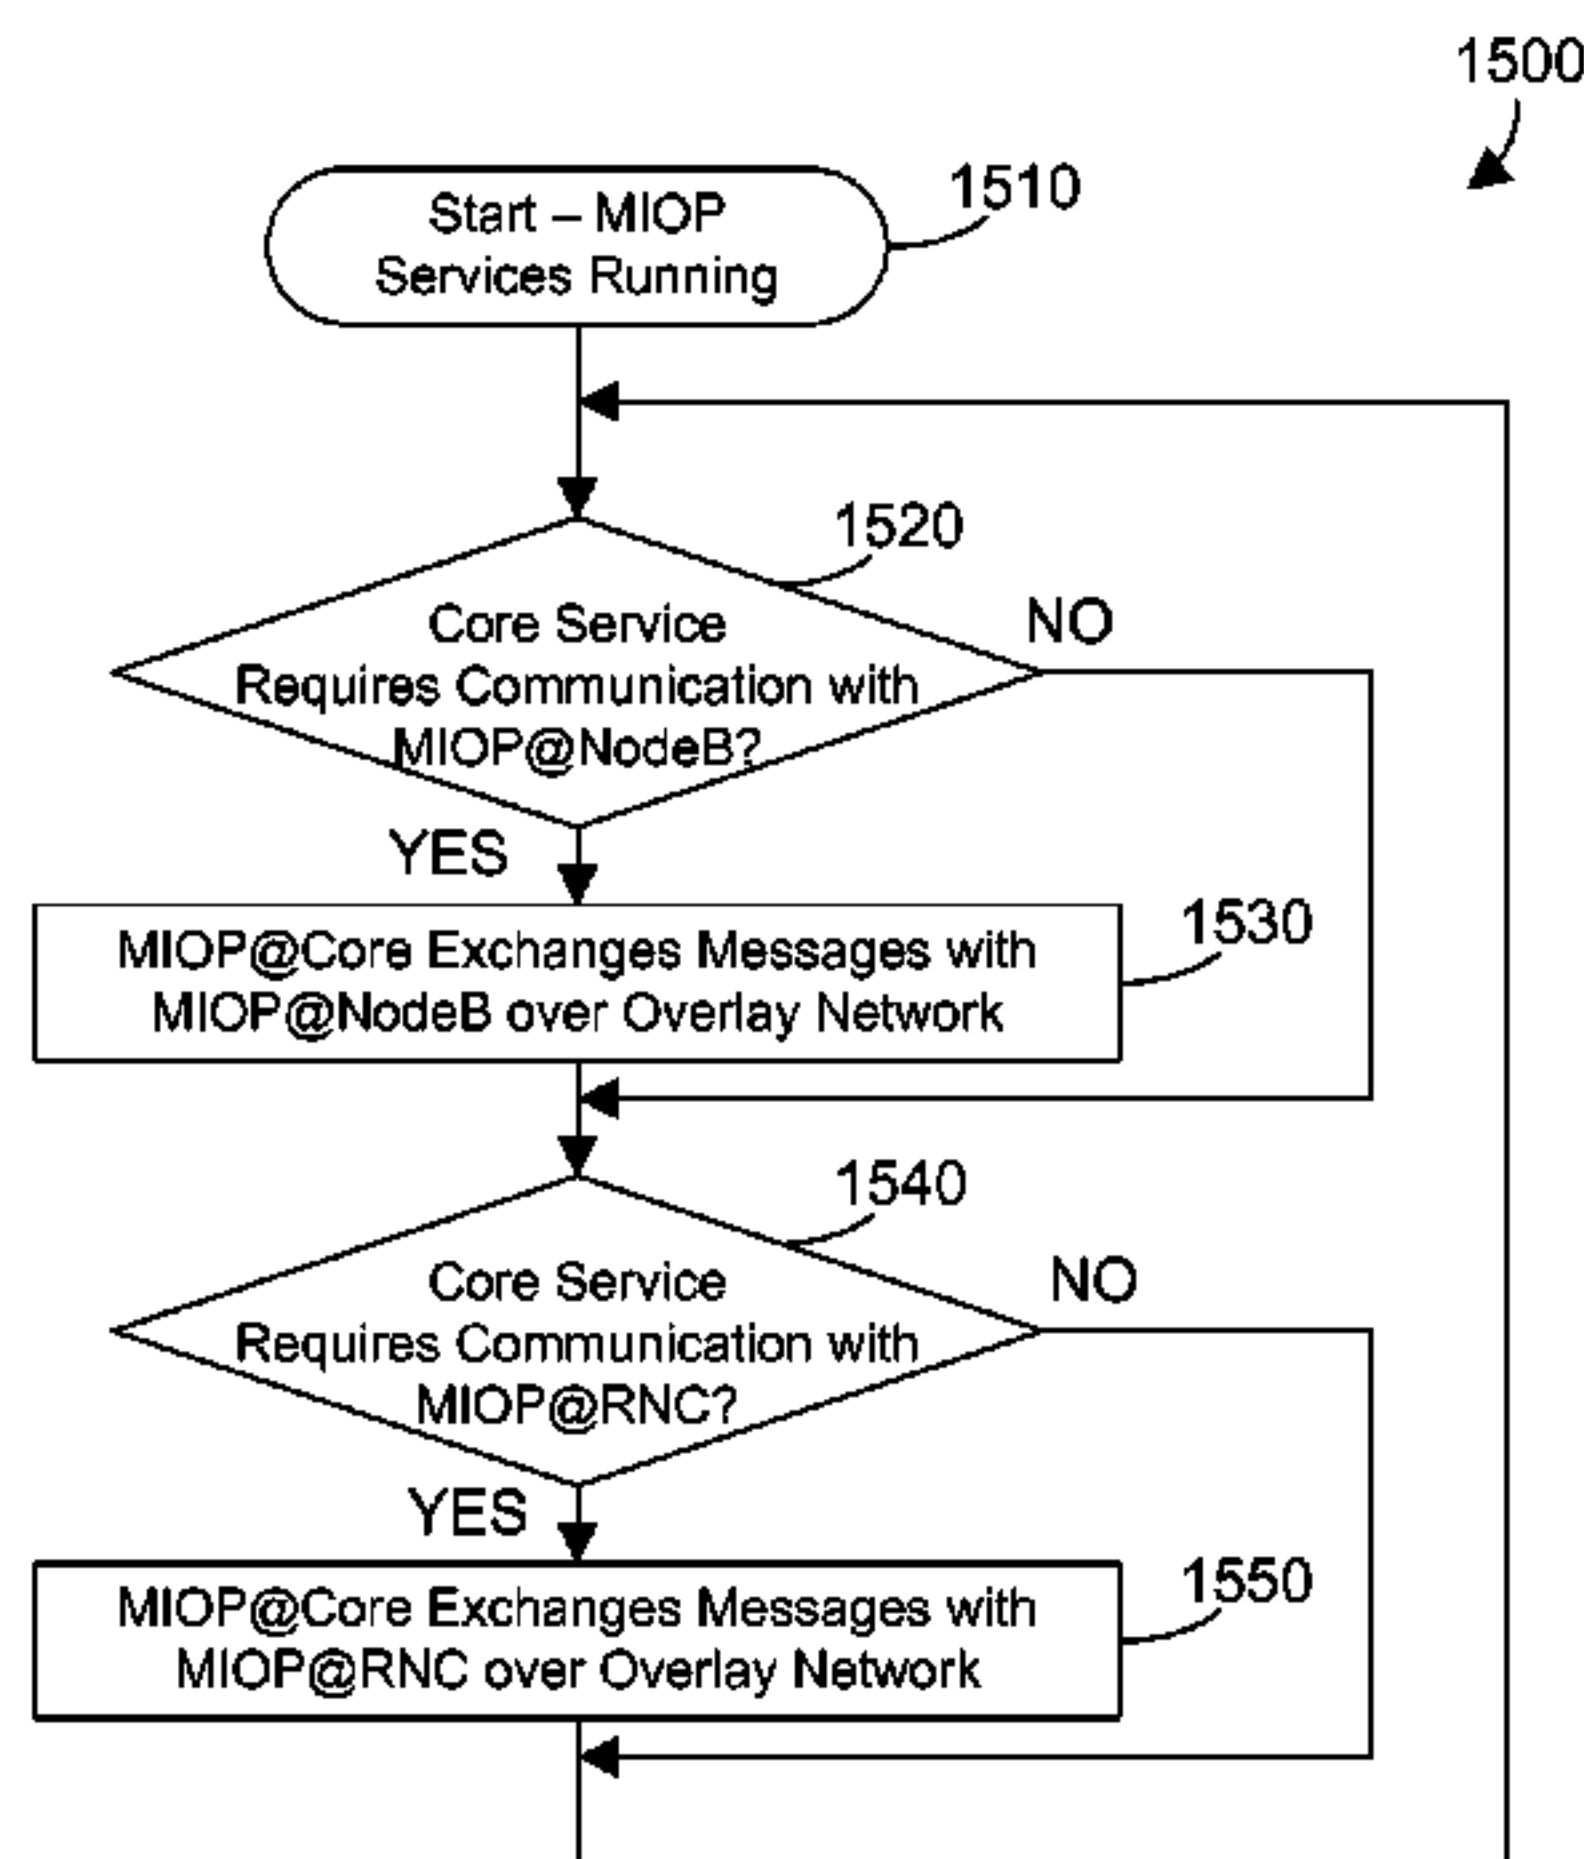 1500
Start – MIOP
Services Running
1510
1520
Core Service
Requires Communication with
MIOP@NodeB?
NO
YES
MIOP@Core Exchanges Messages with
MIOP@NodeB over Overlay Network
1530
1540
Core Service
Requires Communication with
MIOP@RNC?
NO
YES
MIOP@Core Exchanges Messages with
MIOP@RNC over Overlay Network
1550